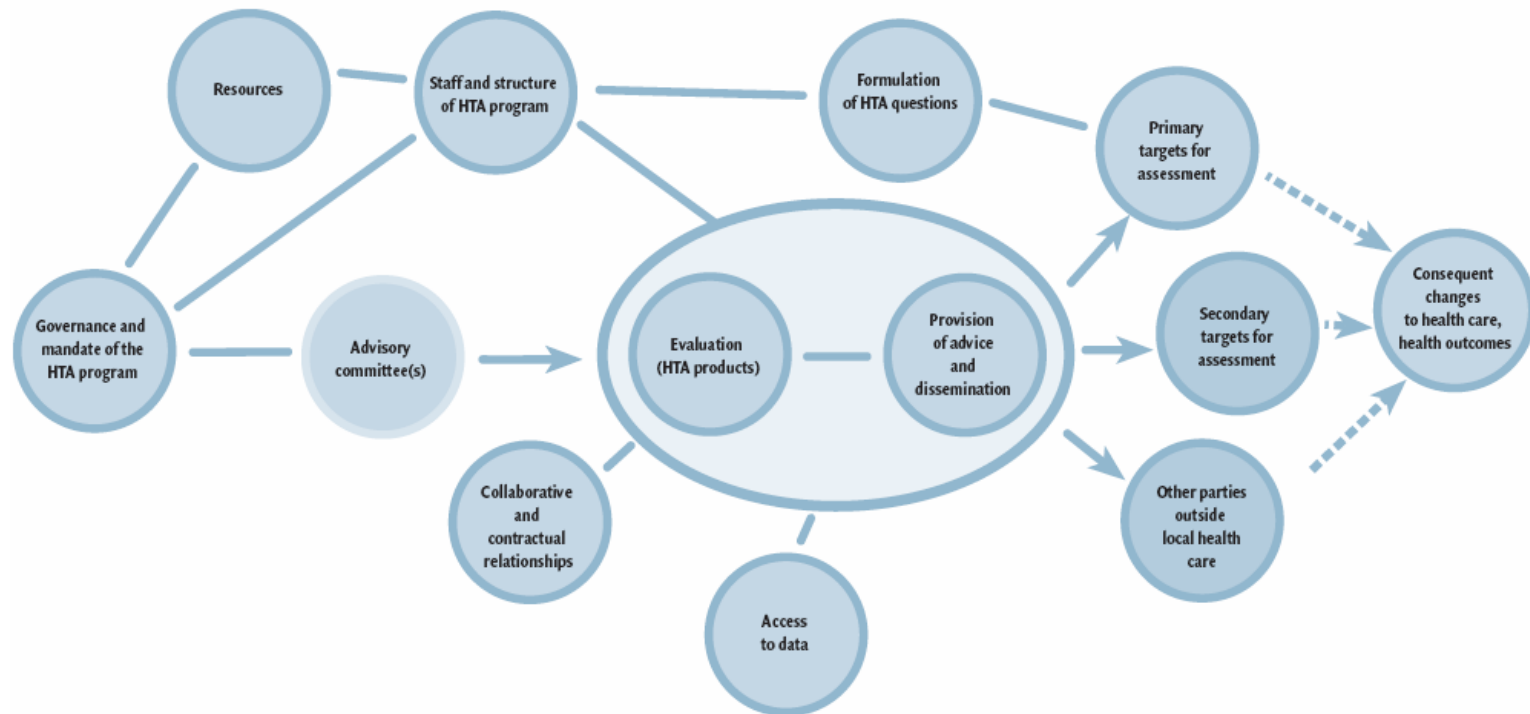 Resources
Staff and structure
of HTA program
Formulation
of HTA questions
Primary
targets for
assessment
Governance and
mandate of the
HTA program
Advisory
committee(s)
Evaluation
(HTA products)
Provision
of advice
and
dissemination
Secondary
targets for
assessment
Consequent
changes
to health care,
health outcomes
Collaborative
and
contractual
relationships
Other parties
outside
local health
care
Access
to data